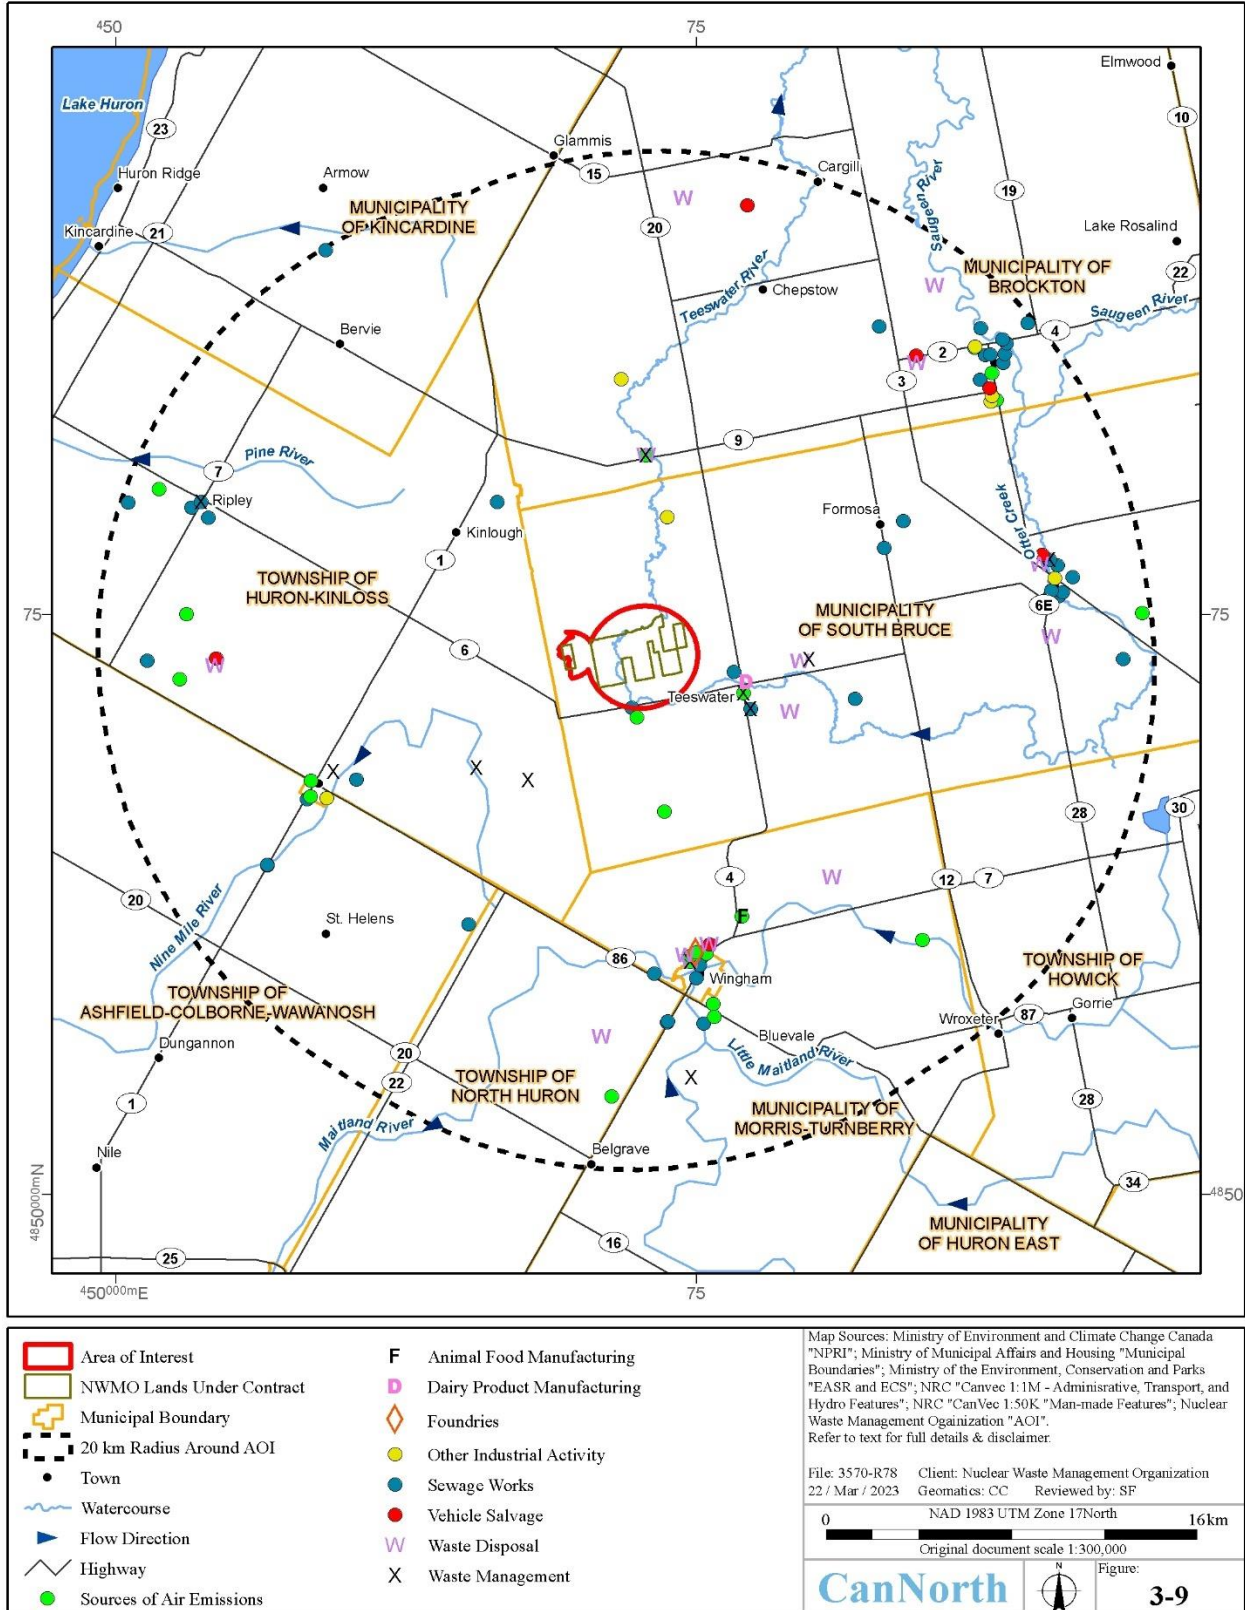 450
75
Elmwood
Lake Huron
23
10
Glammis
15
Cargill
Huron Ridge
Armow
Saugeen River
19
W
MUNICIPALITY
OF KINCARDINE
20
Kincardine
21
Lake Rosalind
MUNICIPALITY OF
BROCKTON
22
W
Teeswater River
Chepstow
Saugeen River
Bervie
4
2
W
3
9
W
X
Pine River
7
X
Ripley
Formosa
Otter Creek
Kinlough
1
W
X
TOWNSHIP OF
HURON-KINLOSS
75
75
6E
MUNICIPALITY
OF SOUTH BRUCE
W
6
W
X
W
D
Teeswater
X
X
W
X
X
X
30
28
4
W
12
7
20
F
St. Helens
Nine Mile River
W
W
86
X
TOWNSHIP OF
HOWICK
Wingham
TOWNSHIP OF
ASHFIELD-COLBORNE-WAWANOSH
Gorrie
87
Wroxeter
W
Bluevale
Dungannon
20
Little Maitland River
TOWNSHIP OF
NORTH HURON
22
X
1
28
MUNICIPALITY OF
MORRIS-TURNBERRY
Maitland River
Nile
Belgrave
34
4850000mN
4850
MUNICIPALITY
OF HURON EAST
16
25
450000mE
75
Area of Interest
NWMO Lands Under Contract
Municipal Boundary
20 km Radius Around AOI
Town
Watercourse
Flow Direction
Highway
Sources of Air Emissions
F Animal Food Manufacturing
D Dairy Product Manufacturing
Foundries
Other Industrial Activity
Sewage Works
Vehicle Salvage
W Waste Disposal
X Waste Management
Map Sources: Ministry of Environment and Climate Change Canada
"NPRI"; Ministry of Municipal Affairs and Housing "Municipal
Boundaries"; Ministry of the Environment, Conservation and Parks
"EASR and ECS"; NRC "Canvec 1:1M - Adminisrative, Transport, and
Hydro Features"; NRC "CanVec 1:50K "Man-made Features"; Nuclear
Waste Management Ogainization "AOI".
Refer to text for full details & disclaimer.
File: 3570-R78 Client: Nuclear Waste Management Organization
22 / Mar / 2023 Geomatics: CC Reviewed by: SF
NAD 1983 UTM Zone 17North
0 16km
Original document scale 1:300,000
CanNorth
N
Figure:
3-9